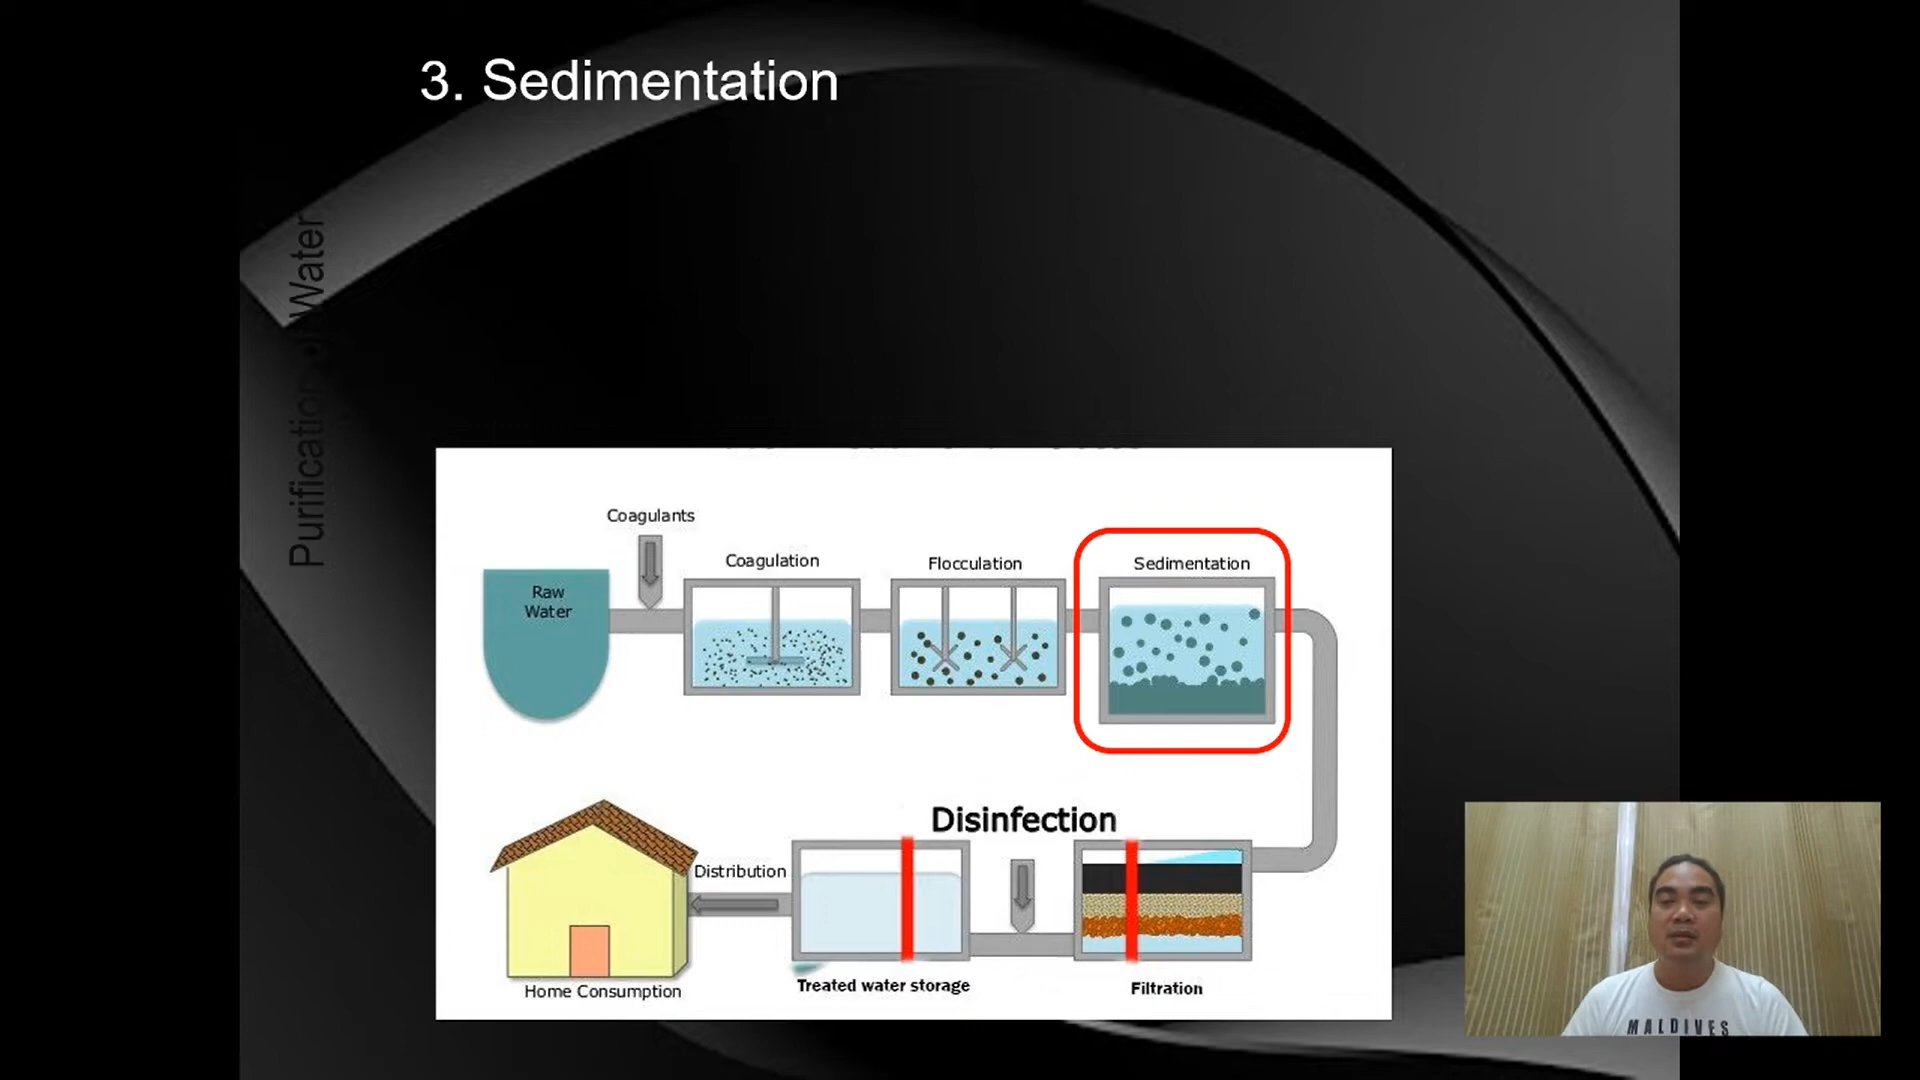 3. Sedimentation
Purification of Water
Coagulants
Coagulation
Flocculation
Sedimentation
Raw
Water
Disinfection
Distribution
Home Consumption
Treated water storage
Filtration
MALDIVES